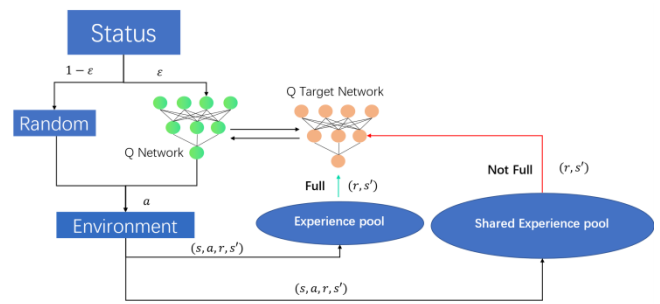 Status
1 − ε
ε
Q Target Network
Random
Q Network
Full
(r, s′)
Not Full
(r, s′)
a
Environment
Experience pool
Shared Experience pool
(s, a, r, s′)
(s, a, r, s′)